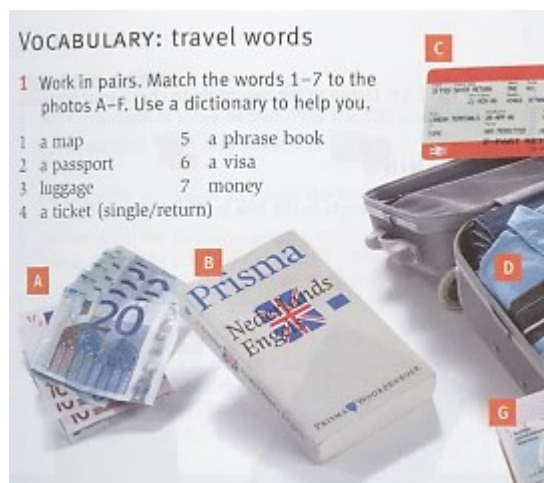 VOCABULARY: travel words
C
1 Work in pairs. Match the words 1–7 to the
photos A–F. Use a dictionary to help you.
1 a map
2 a passport
3 luggage
4 a ticket (single/return)
5 a phrase book
6 a visa
7 money
A
20
B
Prisma
Nederlands
Engels
PRISMA WOORDENBOEK
D
G